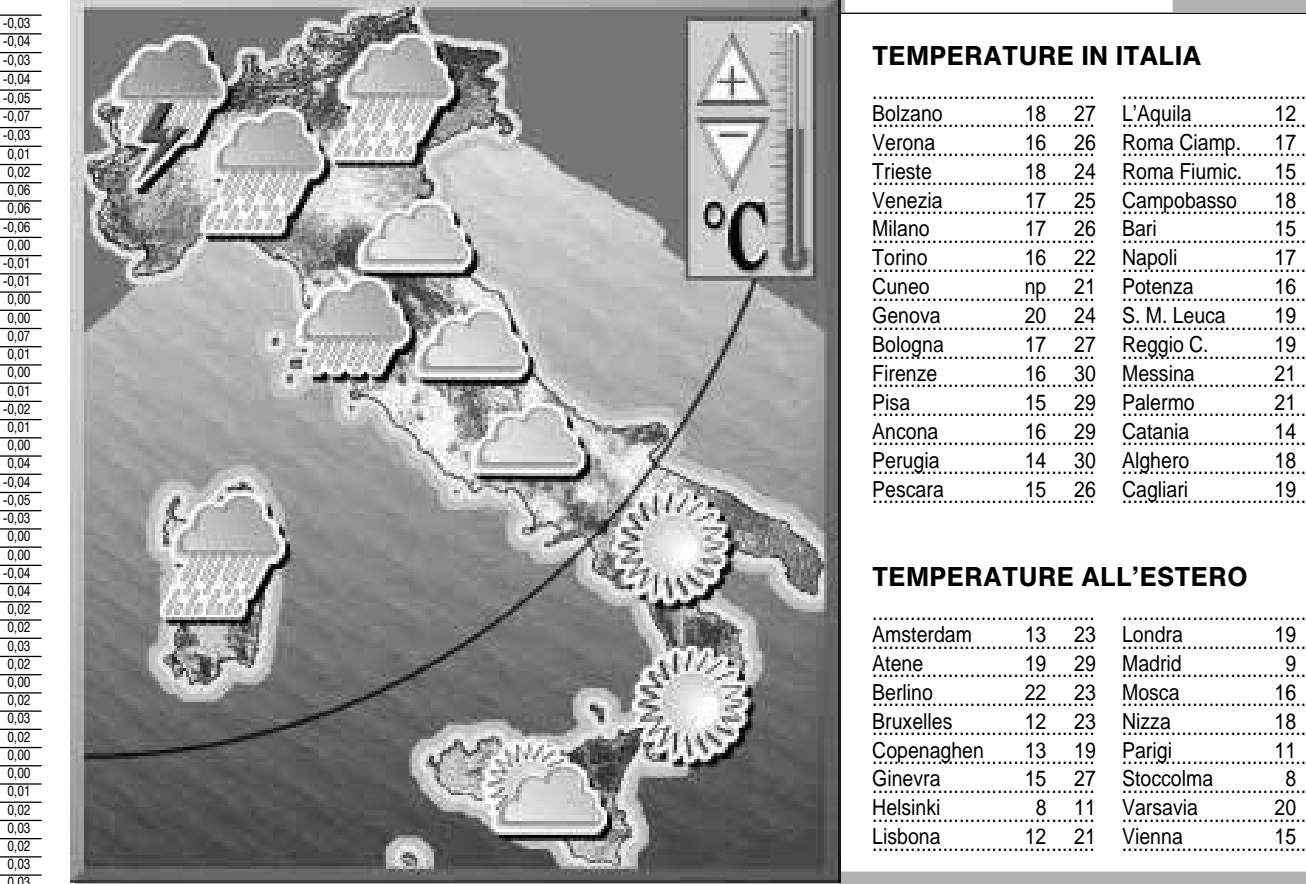 -0,03
-0,04
-0,03
-0,04
-0,05
-0,07
-0,03
0,01
0,02
0,06
0,06
-0,06
0,00
-0,01
-0,01
0,00
0,00
0,07
0,01
0,00
0,01
-0,02
0,01
0,00
0,04
-0,04
-0,05
-0,03
0,00
0,00
-0,04
0,04
0,02
0,02
0,03
0,02
0,00
0,02
0,03
0,02
0,00
0,00
0,01
0,02
0,03
0,02
0,03
0,03
+
−
°C
TEMPERATURE IN ITALIA
Bolzano 18 27 L'Aquila 12
Verona 16 26 Roma Ciamp. 17
Trieste 18 24 Roma Fiumic. 15
Venezia 17 25 Campobasso 18
Milano 17 26 Bari 15
Torino 16 22 Napoli 17
Cuneo np 21 Potenza 16
Genova 20 24 S. M. Leuca 19
Bologna 17 27 Reggio C. 19
Firenze 16 30 Messina 21
Pisa 15 29 Palermo 21
Ancona 16 29 Catania 14
Perugia 14 30 Alghero 18
Pescara 15 26 Cagliari 19
TEMPERATURE ALL'ESTERO
Amsterdam 13 23 Londra 19
Atene 19 29 Madrid 9
Berlino 22 23 Mosca 16
Bruxelles 12 23 Nizza 18
Copenaghen 13 19 Parigi 11
Ginevra 15 27 Stoccolma 8
Helsinki 8 11 Varsavia 20
Lisbona 12 21 Vienna 15